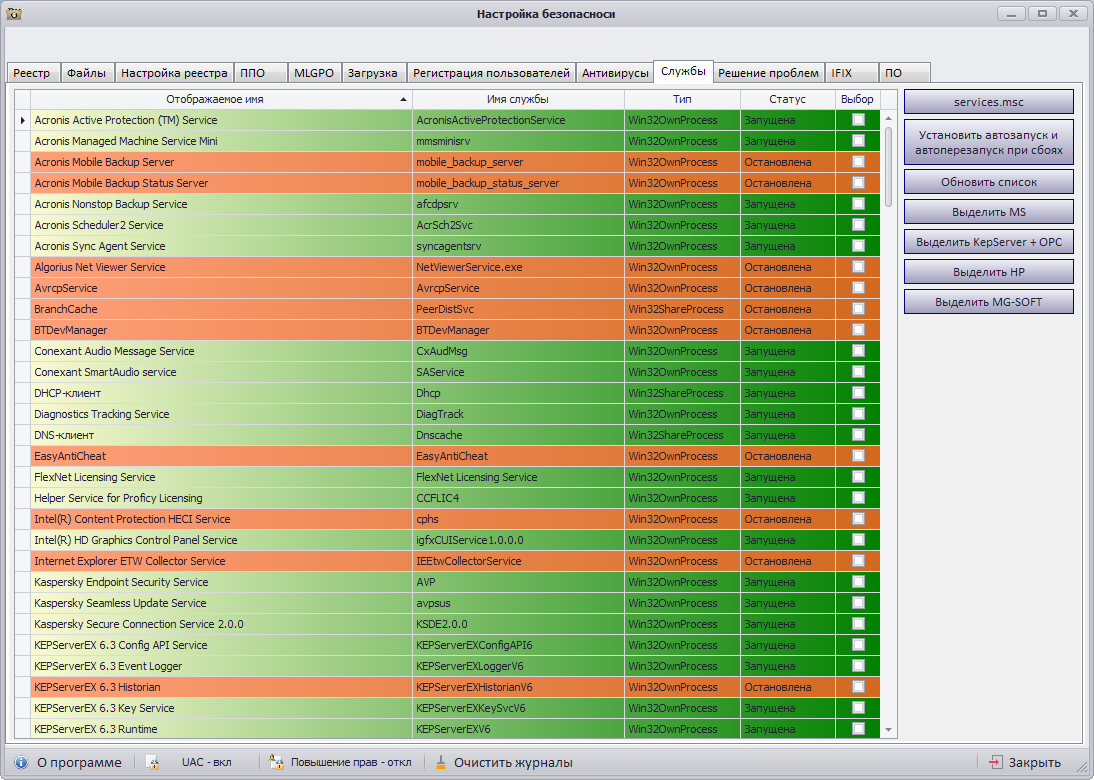 Настройка безопасноси
Реестр Файлы Настройка реестра ППО MLGPO Загрузка Регистрация пользователей Антивирусы Службы Решение проблем IFIX ПО
Отображаемое имя Имя службы Тип Статус Выбор
Acronis Active Protection (TM) Service AcronisActiveProtectionService Win32OwnProcess Запущена
Acronis Managed Machine Service Mini mmsminisrv Win32OwnProcess Запущена
Acronis Mobile Backup Server mobile_backup_server Win32OwnProcess Остановлена
Acronis Mobile Backup Status Server mobile_backup_status_server Win32OwnProcess Остановлена
Acronis Nonstop Backup Service afcdpsrv Win32OwnProcess Запущена
Acronis Scheduler2 Service AcrSch2Svc Win32OwnProcess Запущена
Acronis Sync Agent Service syncagentsrv Win32OwnProcess Запущена
Algorius Net Viewer Service NetViewerService.exe Win32OwnProcess Остановлена
AvrcpService AvrcpService Win32OwnProcess Остановлена
BranchCache PeerDistSvc Win32ShareProcess Остановлена
BTDevManager BTDevManager Win32OwnProcess Остановлена
Conexant Audio Message Service CxAudMsg Win32OwnProcess Запущена
Conexant SmartAudio service SAService Win32OwnProcess Запущена
DHCP-клиент Dhcp Win32ShareProcess Запущена
Diagnostics Tracking Service DiagTrack Win32OwnProcess Запущена
DNS-клиент Dnscache Win32ShareProcess Запущена
EasyAntiCheat EasyAntiCheat Win32OwnProcess Остановлена
FlexNet Licensing Service FlexNet Licensing Service Win32OwnProcess Запущена
Helper Service for Proficy Licensing CCFLIC4 Win32OwnProcess Запущена
Intel(R) Content Protection HECI Service cphs Win32OwnProcess Остановлена
Intel(R) HD Graphics Control Panel Service igfxCUIService1.0.0.0 Win32OwnProcess Запущена
Internet Explorer ETW Collector Service IEEtwCollectorService Win32OwnProcess Остановлена
Kaspersky Endpoint Security Service AVP Win32OwnProcess Запущена
Kaspersky Seamless Update Service avpsus Win32OwnProcess Запущена
Kaspersky Secure Connection Service 2.0.0 KSDE2.0.0 Win32OwnProcess Запущена
KEPServerEX 6.3 Config API Service KEPServerEXConfigAPI6 Win32OwnProcess Запущена
KEPServerEX 6.3 Event Logger KEPServerEXLoggerV6 Win32OwnProcess Запущена
KEPServerEX 6.3 Historian KEPServerEXHistorianV6 Win32OwnProcess Остановлена
KEPServerEX 6.3 Key Service KEPServerEXKeySvcV6 Win32OwnProcess Запущена
KEPServerEX 6.3 Runtime KEPServerEXV6 Win32OwnProcess Запущена
services.msc
Установить автозапуск и
автоперезапуск при сбоях
Обновить список
Выделить MS
Выделить KepServer + OPC
Выделить HP
Выделить MG-SOFT
О программе UAC - вкл Повышение прав - откл Очистить журналы Закрыть